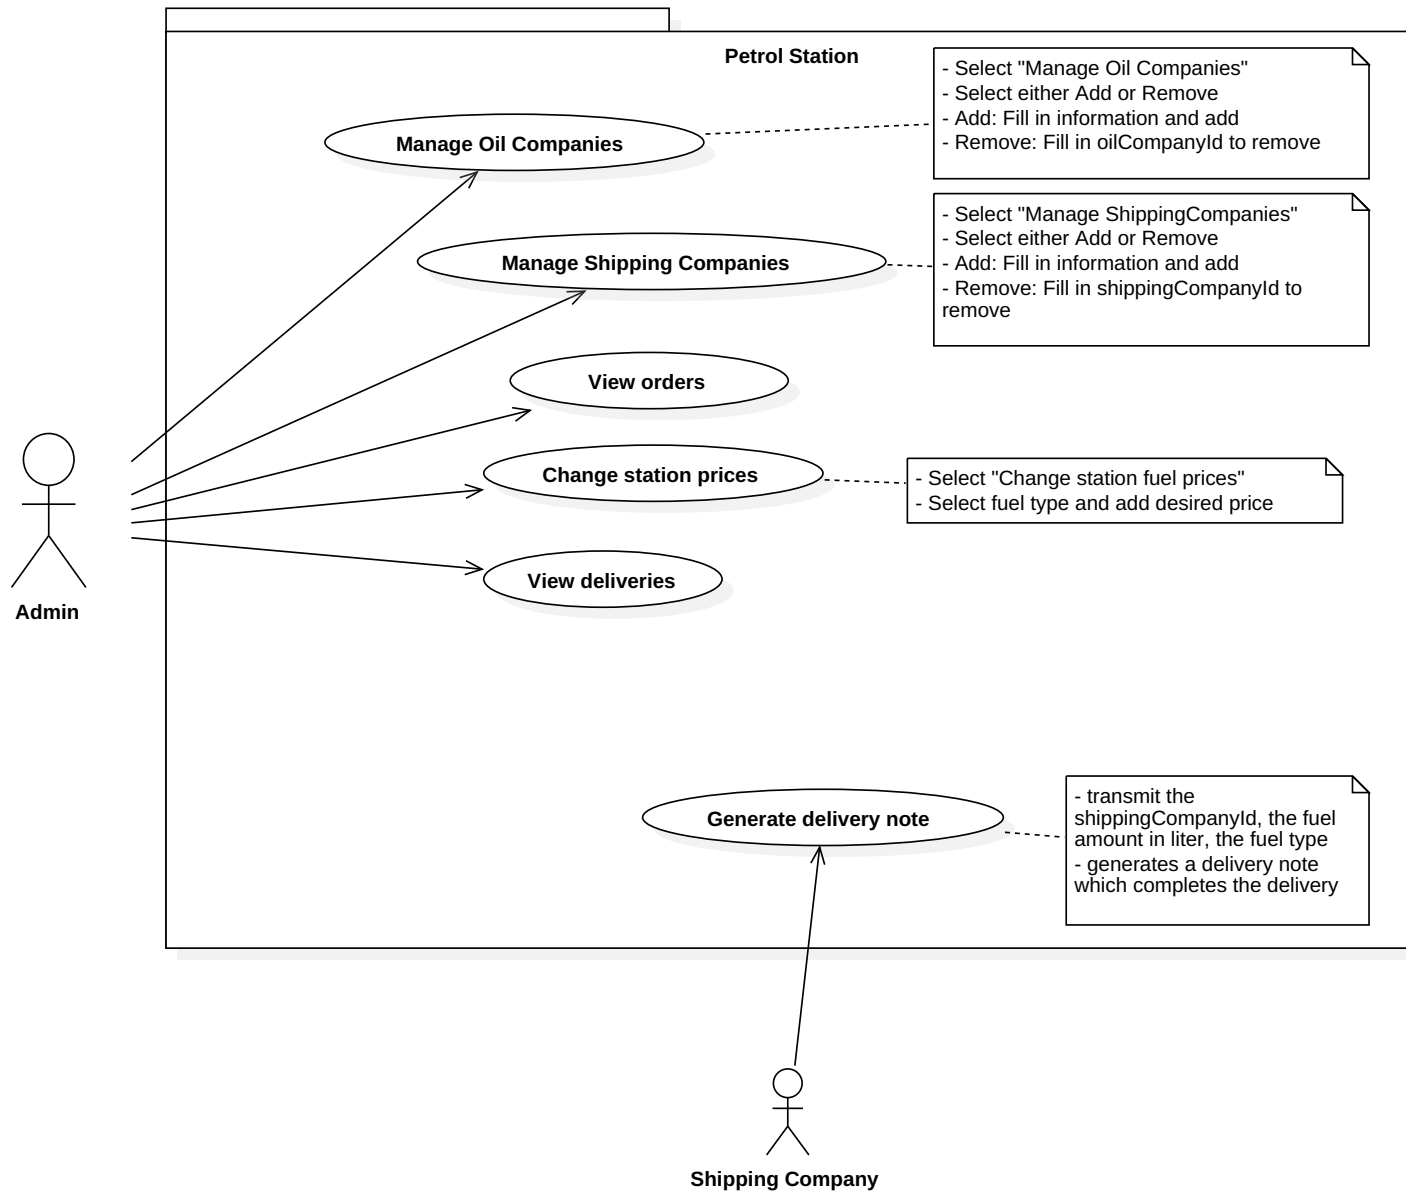 Petrol Station
- Select "Manage Oil Companies"
- Select either Add or Remove
- Add: Fill in information and add
- Remove: Fill in oilCompanyId to remove
Manage Oil Companies
- Select "Manage ShippingCompanies"
- Select either Add or Remove
- Add: Fill in information and add
- Remove: Fill in shippingCompanyId to
remove
Manage Shipping Companies
View orders
Change station prices
- Select "Change station fuel prices"
- Select fuel type and add desired price
View deliveries
Admin
Generate delivery note
- transmit the
shippingCompanyId, the fuel
amount in liter, the fuel type
- generates a delivery note
which completes the delivery
Shipping Company